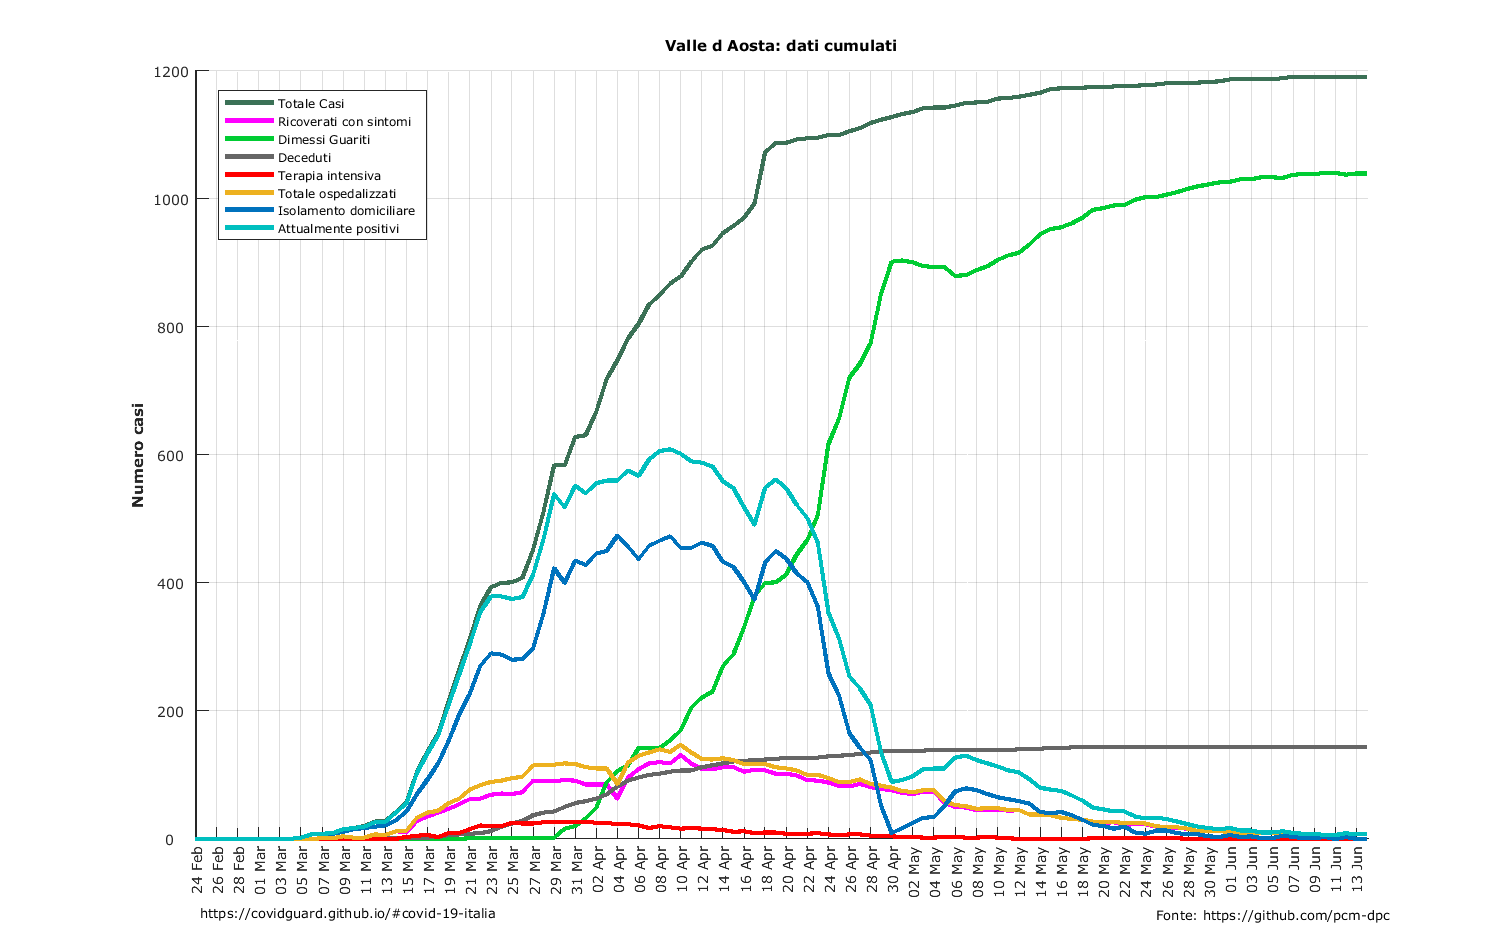 Valle d Aosta: dati cumulati
Numero casi
1200
1000
800
600
400
200
0
Totale Casi
Ricoverati con sintomi
Dimessi Guariti
Deceduti
Terapia intensiva
Totale ospedalizzati
Isolamento domiciliare
Attualmente positivi
24 Feb
26 Feb
28 Feb
01 Mar
03 Mar
05 Mar
07 Mar
09 Mar
11 Mar
13 Mar
15 Mar
17 Mar
19 Mar
21 Mar
23 Mar
25 Mar
27 Mar
29 Mar
31 Mar
02 Apr
04 Apr
06 Apr
08 Apr
10 Apr
12 Apr
14 Apr
16 Apr
18 Apr
20 Apr
22 Apr
24 Apr
26 Apr
28 Apr
30 Apr
02 May
04 May
06 May
08 May
10 May
12 May
14 May
16 May
18 May
20 May
22 May
24 May
26 May
28 May
30 May
01 Jun
03 Jun
05 Jun
07 Jun
09 Jun
11 Jun
13 Jun
https://covidguard.github.io/#covid-19-italia
Fonte: https://github.com/pcm-dpc